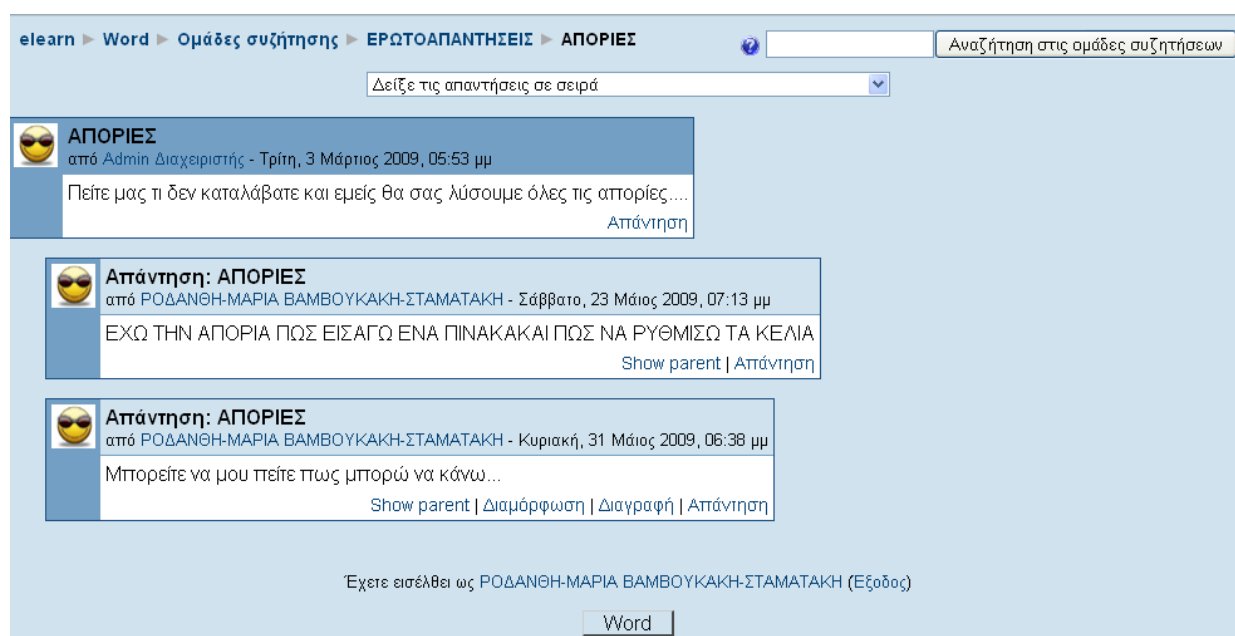 elearn ► Word ► Ομάδες συζήτησης ► ΕΡΩΤΟΑΠΑΝΤΗΣΕΙΣ ► ΑΠΟΡΙΕΣ
Αναζήτηση στις ομάδες συζητήσεων
Δείξε τις απαντήσεις σε σειρά
ΑΠΟΡΙΕΣ
από Admin Διαχειριστής - Τρίτη, 3 Μάρτιος 2009, 05:53 μμ
Πείτε μας τι δεν καταλάβατε και εμείς θα σας λύσουμε όλες τις απορίες....
Απάντηση
Απάντηση: ΑΠΟΡΙΕΣ
από ΡΟΔΑΝΘΗ-ΜΑΡΙΑ ΒΑΜΒΟΥΚΑΚΗ-ΣΤΑΜΑΤΑΚΗ - Σάββατο, 23 Μάιος 2009, 07:13 μμ
ΕΧΩ ΤΗΝ ΑΠΟΡΙΑ ΠΩΣ ΕΙΣΑΓΩ ΕΝΑ ΠΙΝΑΚΑΚΑΙ ΠΩΣ ΝΑ ΡΥΘΜΙΣΩ ΤΑ ΚΕΛΙΑ
Show parent | Απάντηση
Απάντηση: ΑΠΟΡΙΕΣ
από ΡΟΔΑΝΘΗ-ΜΑΡΙΑ ΒΑΜΒΟΥΚΑΚΗ-ΣΤΑΜΑΤΑΚΗ - Κυριακή, 31 Μάιος 2009, 06:38 μμ
Μπορείτε να μου πείτε πως μπορώ να κάνω...
Show parent | Διαμόρφωση | Διαγραφή | Απάντηση
Έχετε εισέλθει ως ΡΟΔΑΝΘΗ-ΜΑΡΙΑ ΒΑΜΒΟΥΚΑΚΗ-ΣΤΑΜΑΤΑΚΗ (Εξοδος)
Word